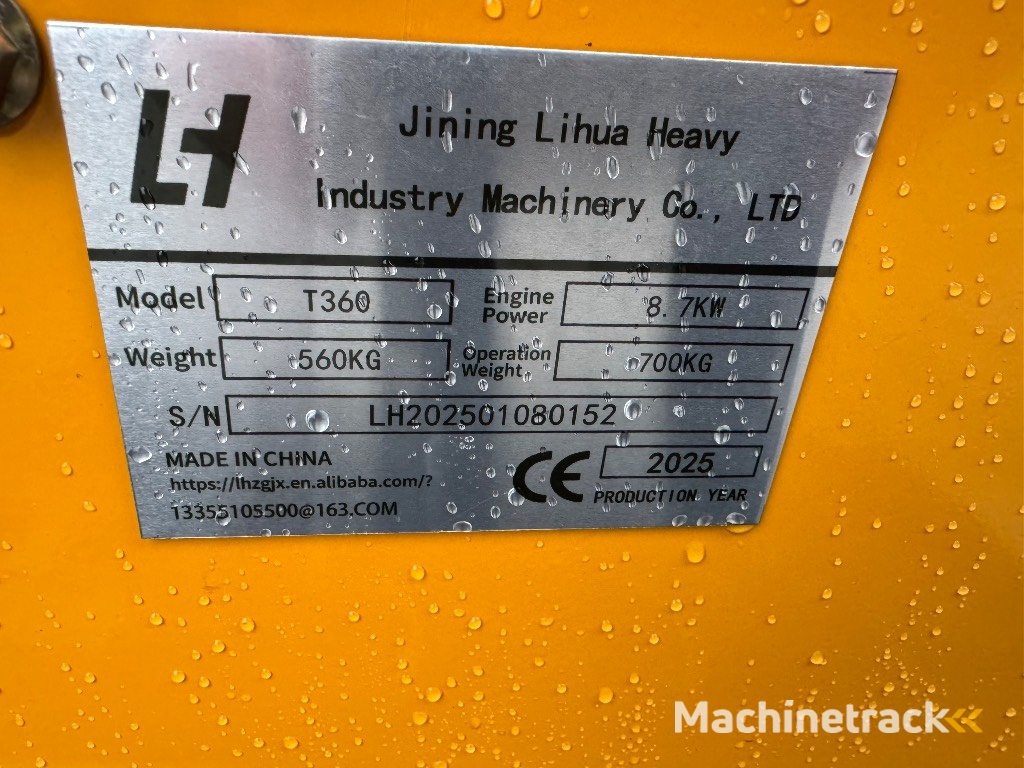 LH
Jining Lihua Heavy
Industry Machinery Co., LTD
Model T360 Engine Power 8.7KW
Weight 560KG Operation Weight 700KG
S/N LH202501080152
MADE IN CHINA
https://lhzgjx.en.alibaba.com/?
13355105500@163.COM
CE 2025
PRODUCTION YEAR
Machinetrack